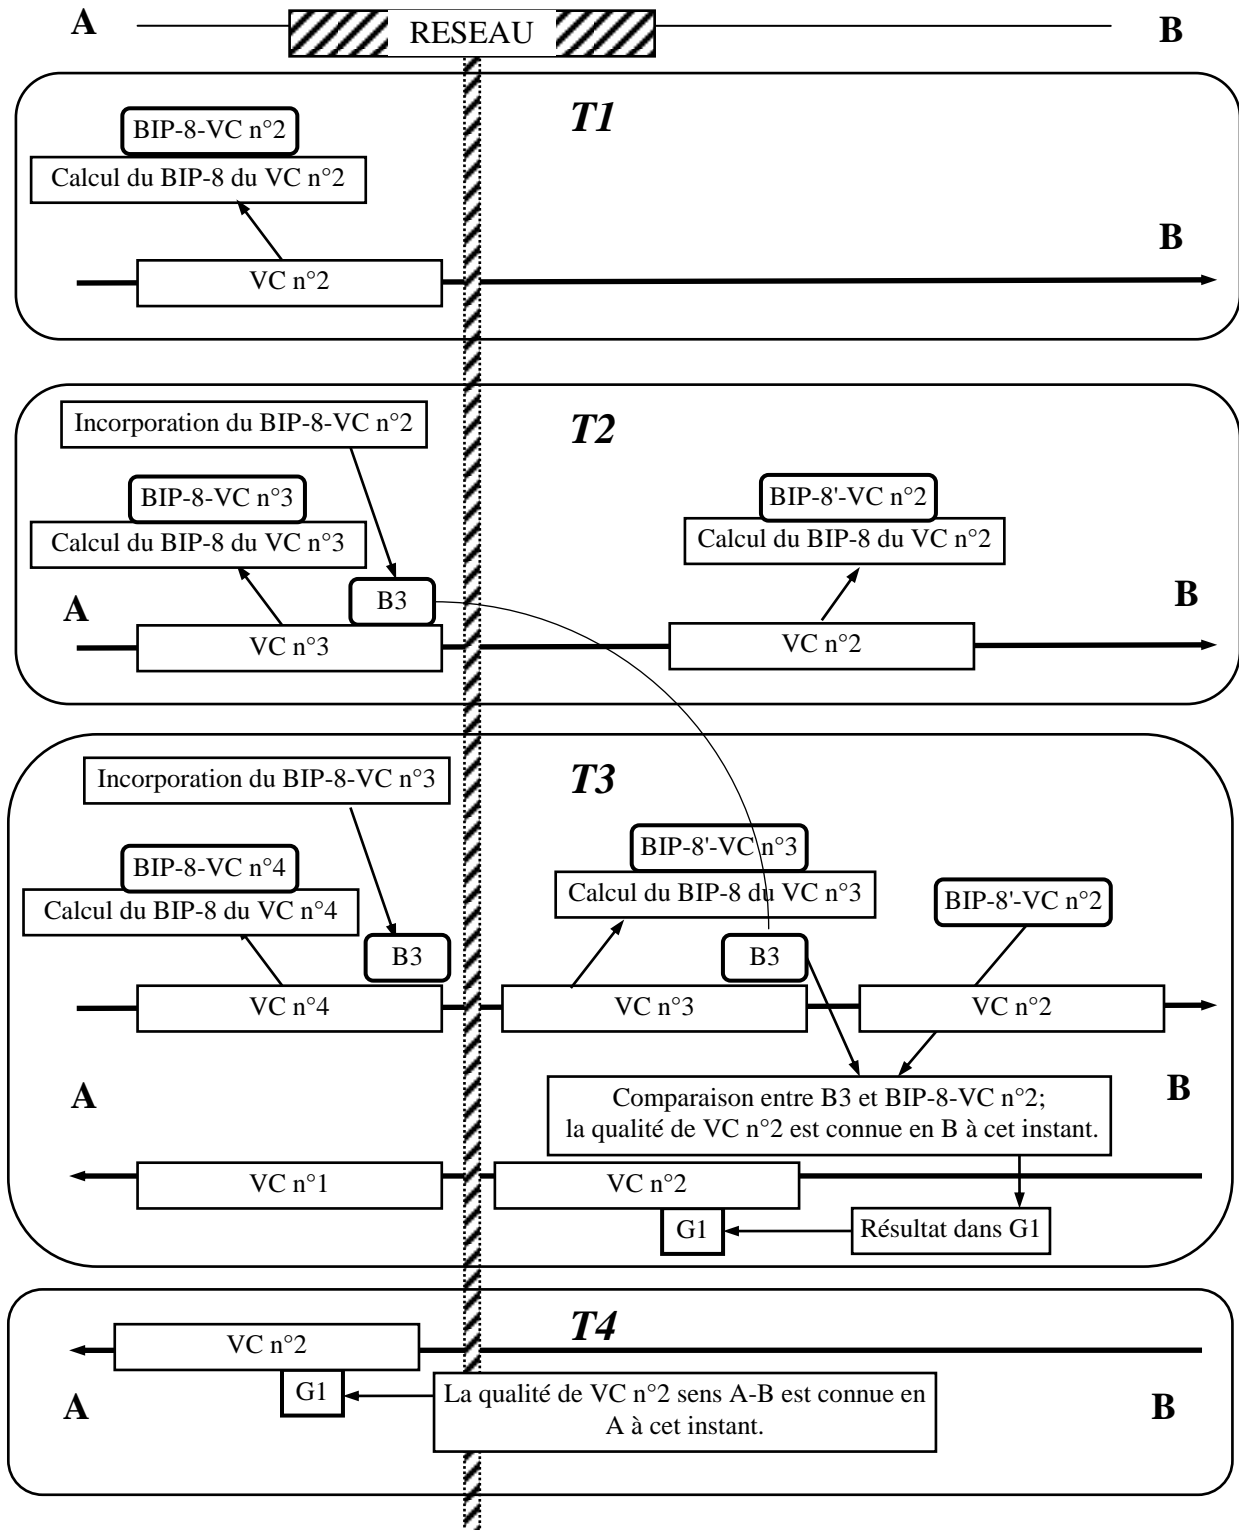 A
RESEAU
B
T1
BIP-8-VC n°2
Calcul du BIP-8 du VC n°2
B
VC n°2
Incorporation du BIP-8-VC n°2
T2
BIP-8-VC n°3
BIP-8'-VC n°2
Calcul du BIP-8 du VC n°3
Calcul du BIP-8 du VC n°2
A
B3
B
VC n°3
VC n°2
Incorporation du BIP-8-VC n°3
T3
BIP-8'-VC n°3
BIP-8-VC n°4
Calcul du BIP-8 du VC n°3
BIP-8'-VC n°2
Calcul du BIP-8 du VC n°4
B3
B3
VC n°4
VC n°3
VC n°2
A
Comparaison entre B3 et BIP-8-VC n°2;
la qualité de VC n°2 est connue en B à cet instant.
B
VC n°1
VC n°2
G1
Résultat dans G1
T4
VC n°2
G1
A
La qualité de VC n°2 sens A-B est connue en
A à cet instant.
B